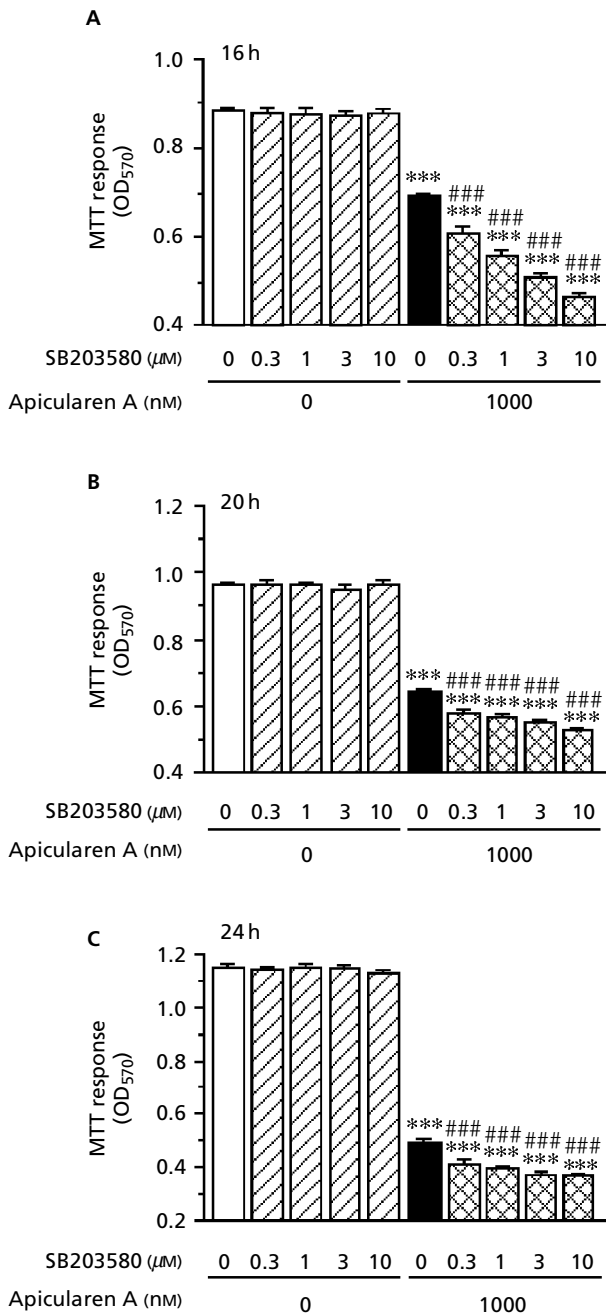 A
16 h
1.0
0.8
0.6
0.4
MTT response
(OD570)
***
###
***
###
***
###
***
###
***
SB203580 (µM) 0 0.3 1 3 10 0 0.3 1 3 10
Apicularen A (nM) 0 1000
B
20 h
1.2
1.0
0.8
0.6
0.4
MTT response
(OD570)
*** ### ### ### ###
*** *** *** ***
SB203580 (µM) 0 0.3 1 3 10 0 0.3 1 3 10
Apicularen A (nM) 0 1000
C
24 h
1.2
1.0
0.8
0.6
0.4
0.2
MTT response
(OD570)
*** ### ### ### ###
*** *** *** ***
SB203580 (µM) 0 0.3 1 3 10 0 0.3 1 3 10
Apicularen A (nM) 0 1000